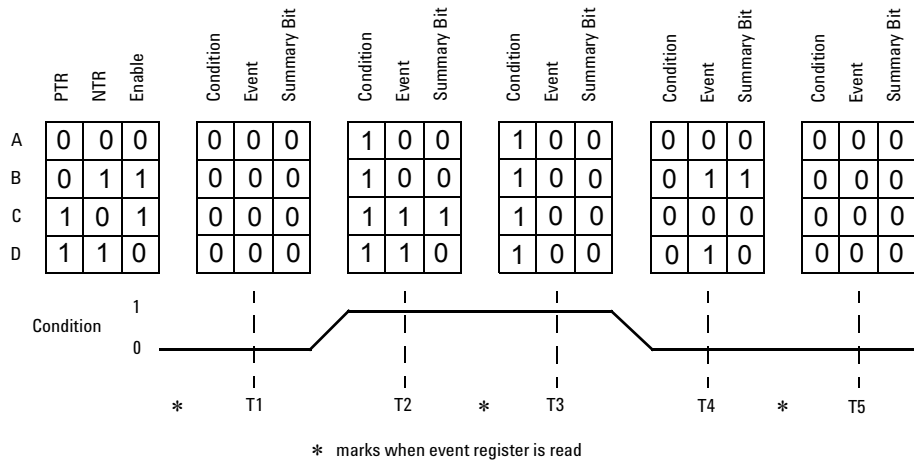 PTR NTR Enable Condition Event Summary Bit Condition Event Summary Bit Condition Event Summary Bit Condition Event Summary Bit Condition Event Summary Bit
A 0 0 0 0 0 0 1 0 0 1 0 0 0 0 0 0 0 0
B 0 1 1 0 0 0 1 0 0 1 0 0 0 1 1 0 0 0
C 1 0 1 0 0 0 1 1 1 1 0 0 0 0 0 0 0 0
D 1 1 0 0 0 0 1 1 0 1 0 0 0 1 0 0 0 0
1
Condition
0
* T1 T2 * T3 T4 * T5
* marks when event register is read